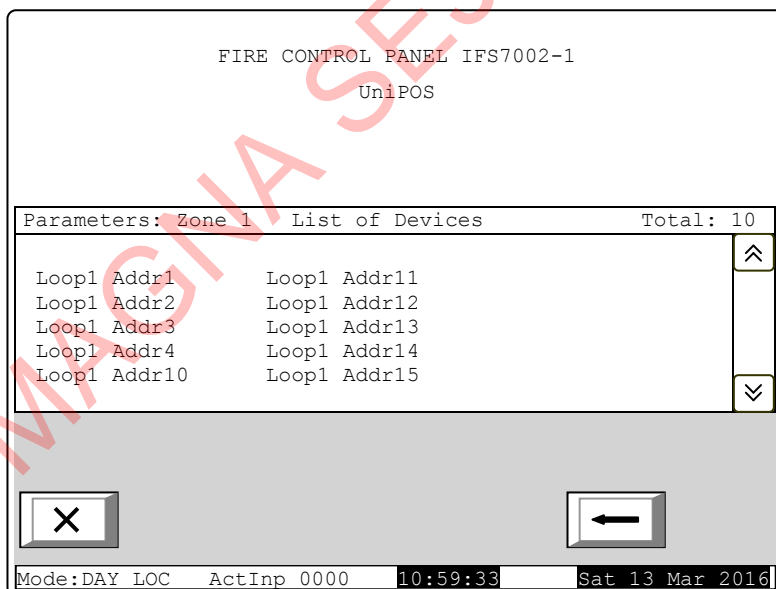 FIRE CONTROL PANEL IFS7002-1
UniPOS
Parameters: Zone 1 List of Devices Total: 10
Loop1 Addr1 Loop1 Addr11
Loop1 Addr2 Loop1 Addr12
Loop1 Addr3 Loop1 Addr13
Loop1 Addr4 Loop1 Addr14
Loop1 Addr10 Loop1 Addr15
Mode:DAY LOC ActInp 0000 10:59:33 Sat 13 Mar 2016
MAGNA